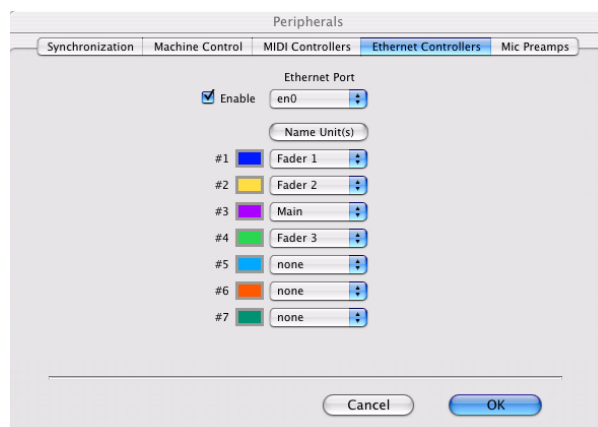 Peripherals
Synchronization Machine Control MIDI Controllers Ethernet Controllers Mic Preamps
Ethernet Port
Enable en0
Name Unit(s)
#1 Fader 1
#2 Fader 2
#3 Main
#4 Fader 3
#5 none
#6 none
#7 none
Cancel OK